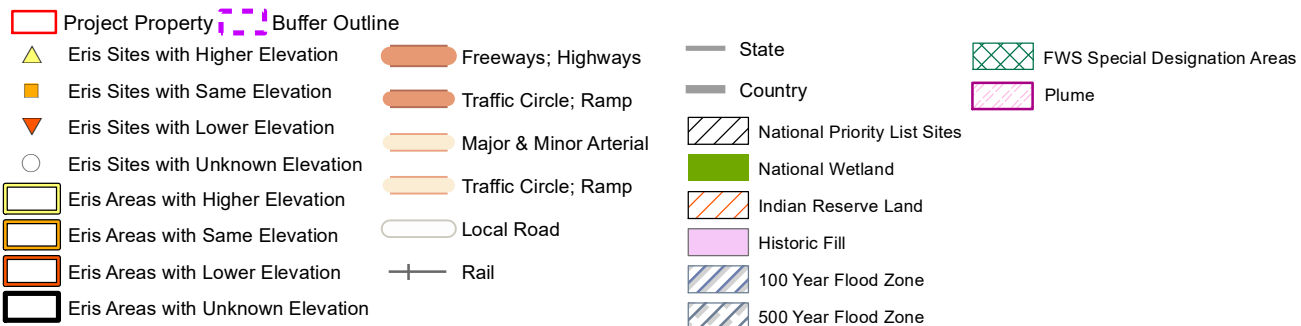 Project Property
Buffer Outline
Eris Sites with Higher Elevation
Eris Sites with Same Elevation
Eris Sites with Lower Elevation
Eris Sites with Unknown Elevation
Eris Areas with Higher Elevation
Eris Areas with Same Elevation
Eris Areas with Lower Elevation
Eris Areas with Unknown Elevation
Freeways; Highways
Traffic Circle; Ramp
Major & Minor Arterial
Traffic Circle; Ramp
Local Road
Rail
State
Country
National Priority List Sites
National Wetland
Indian Reserve Land
Historic Fill
100 Year Flood Zone
500 Year Flood Zone
FWS Special Designation Areas
Plume